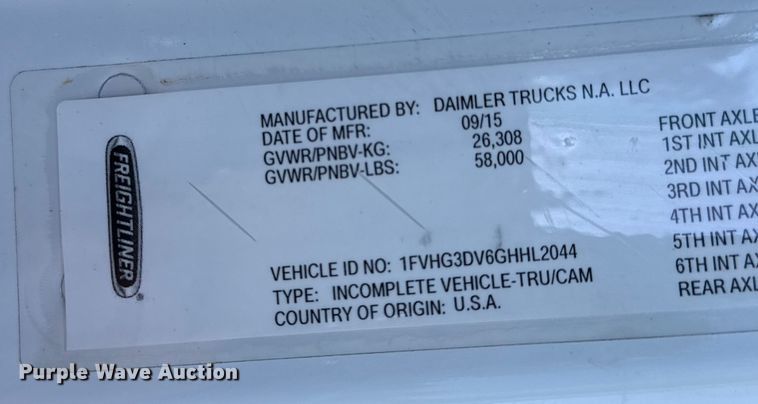 MANUFACTURED BY: DAIMLER TRUCKS N.A. LLC
DATE OF MFR: 09/15
GVWR/PNBV-KG: 26,308
GVWR/PNBV-LBS: 58,000
FREIGHTLINER
®
VEHICLE ID NO: 1FVHG3DV6GHHL2044
TYPE: INCOMPLETE VEHICLE-TRU/CAM
COUNTRY OF ORIGIN: U.S.A.
FRONT AXLE
1ST INT AXL
2ND INT AX
3RD INT AX
4TH INT AX
5TH INT AX
6TH INT AX
REAR AXL
Purple Wave Auction